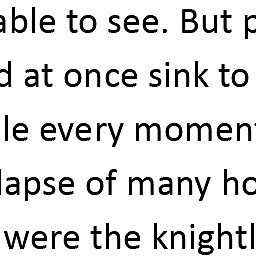 able to see. But p
d at once sink to
le every moment
lapse of many ho
were the knightl